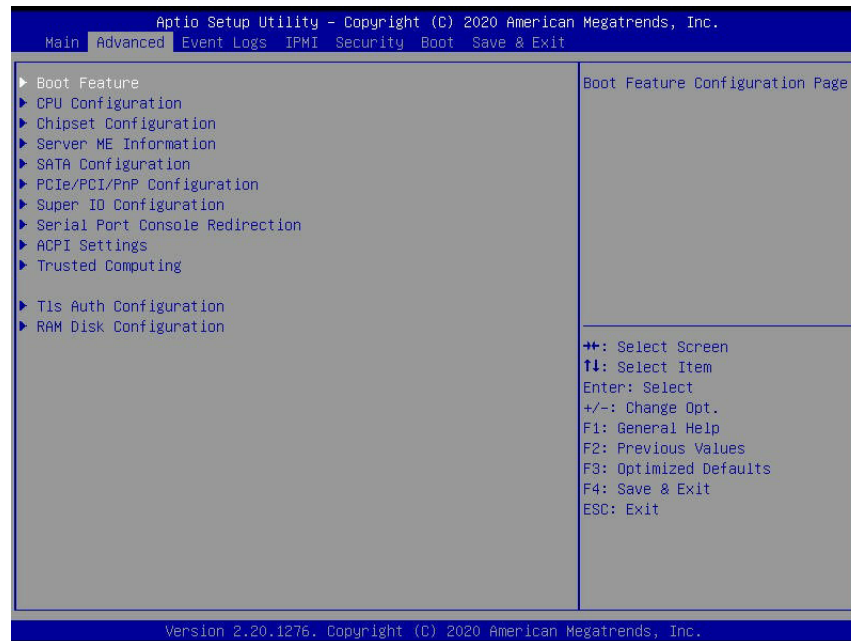 Aptio Setup Utility – Copyright (C) 2020 American Megatrends, Inc.
Main Advanced Event Logs IPMI Security Boot Save & Exit
▶ Boot Feature
▶ CPU Configuration
▶ Chipset Configuration
▶ Server ME Information
▶ SATA Configuration
▶ PCIe/PCI/PnP Configuration
▶ Super IO Configuration
▶ Serial Port Console Redirection
▶ ACPI Settings
▶ Trusted Computing
▶ Tls Auth Configuration
▶ RAM Disk Configuration
Boot Feature Configuration Page
→←: Select Screen
↑↓: Select Item
Enter: Select
+/-: Change Opt.
F1: General Help
F2: Previous Values
F3: Optimized Defaults
F4: Save & Exit
ESC: Exit
Version 2.20.1276. Copyright (C) 2020 American Megatrends, Inc.